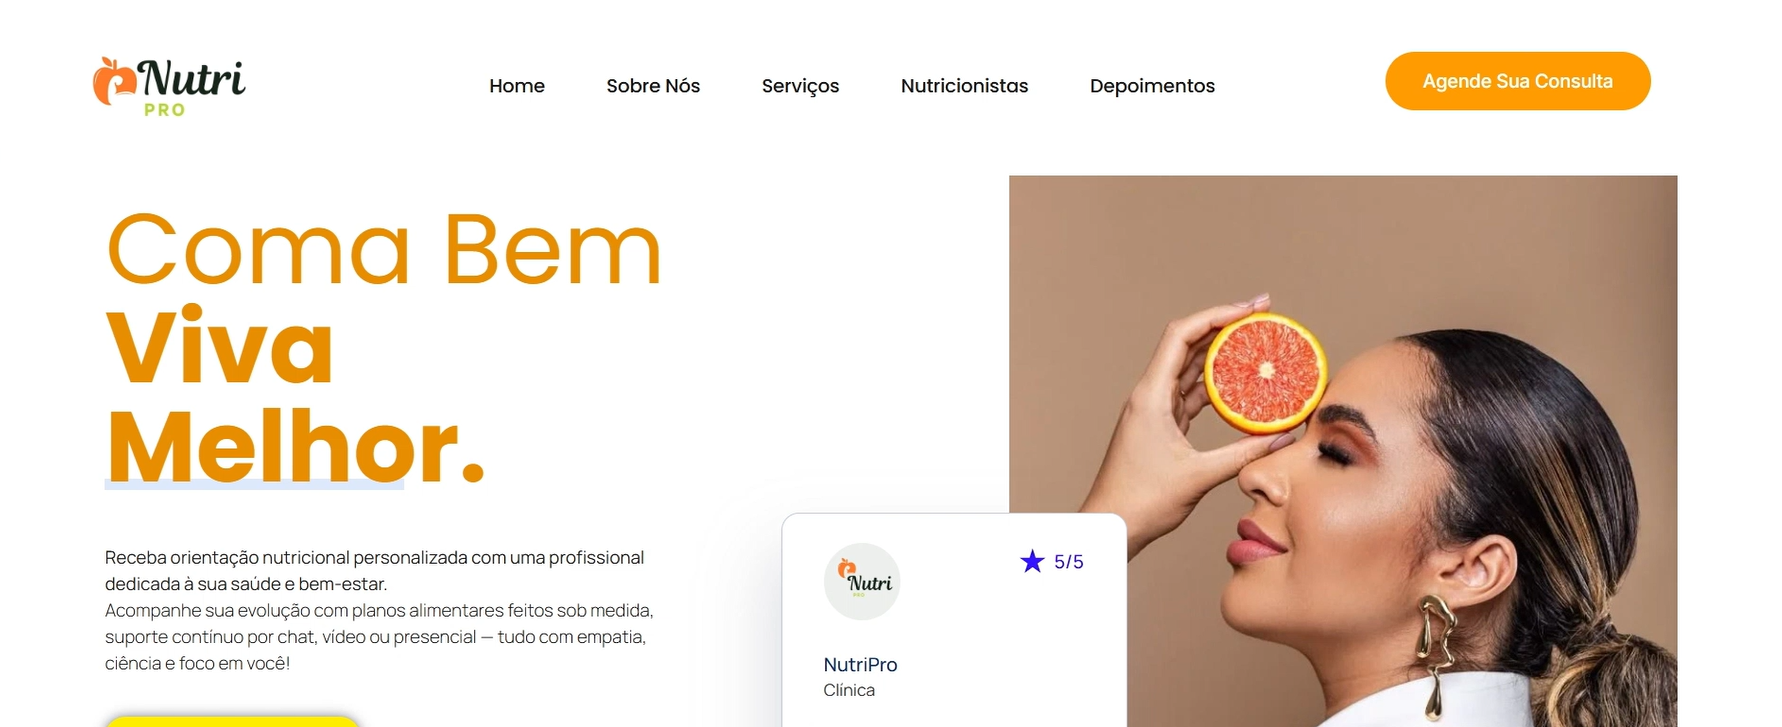 Nutri
PRO
Home
Sobre Nós
Serviços
Nutricionistas
Depoimentos
Agende Sua Consulta
Coma Bem
Viva
Melhor.
Receba orientação nutricional personalizada com uma profissional
dedicada à sua saúde e bem-estar.
Acompanhe sua evolução com planos alimentares feitos sob medida,
suporte contínuo por chat, vídeo ou presencial — tudo com empatia,
ciência e foco em você!
Nutri
PRO
5/5
NutriPro
Clínica